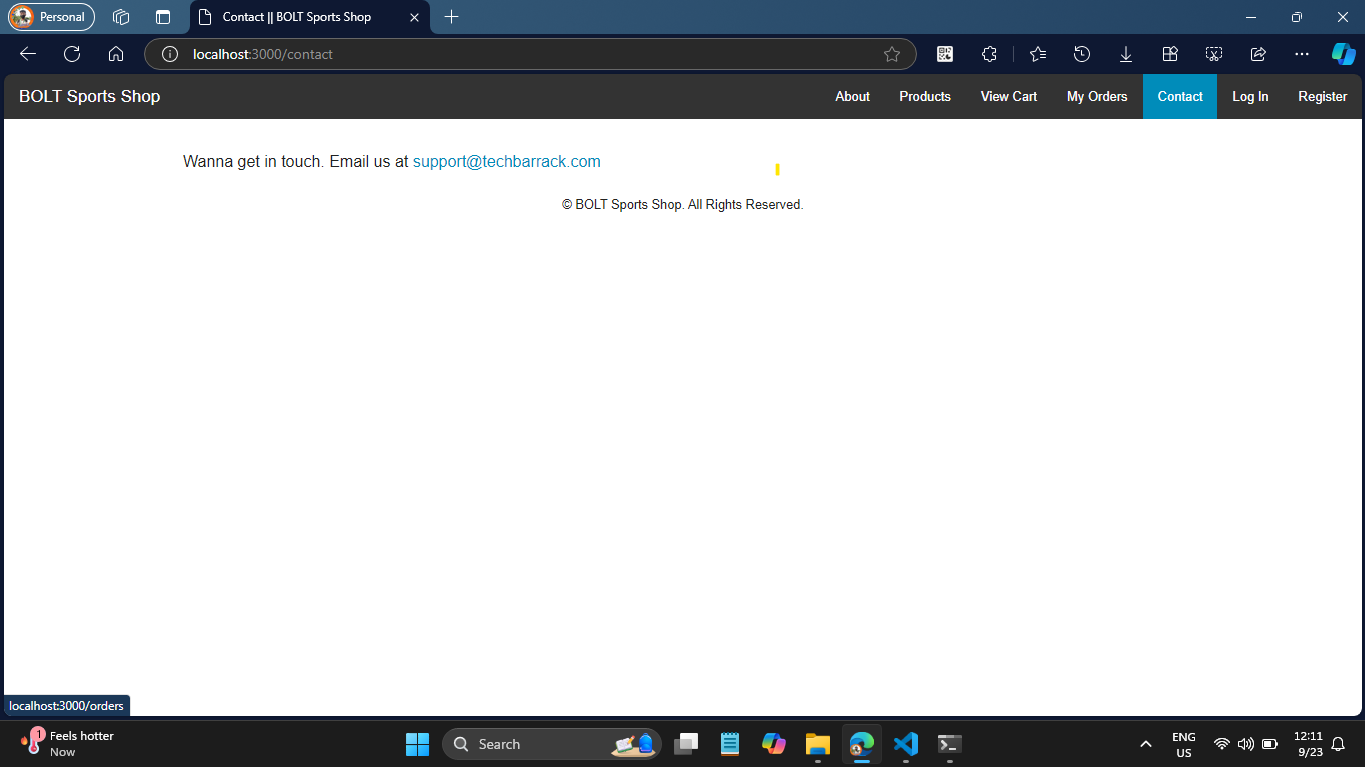 Personal
Contact || BOLT Sports Shop
localhost:3000/contact
BOLT Sports Shop
About
Products
View Cart
My Orders
Contact
Log In
Register
Wanna get in touch. Email us at support@techbarrack.com
© BOLT Sports Shop. All Rights Reserved.
localhost:3000/orders
1
Feels hotter
Now
Search
ENG
US
12:11
9/23